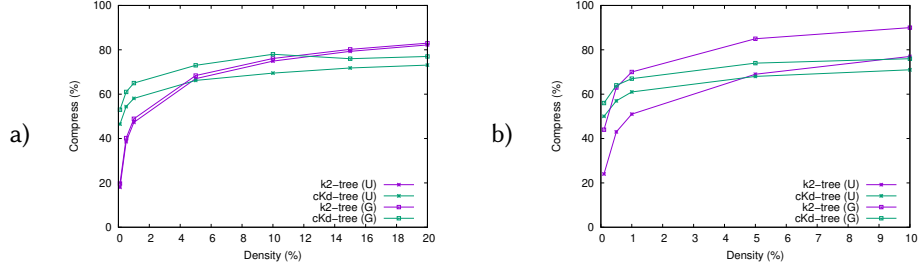 a)
100
80
60
40
20
0
Compress (%)
0 2 4 6 8 10 12 14 16 18 20
Density (%)
k2-tree (U)
cKd-tree (U)
k2-tree (G)
cKd-tree (G)
b)
100
80
60
40
20
0
Compress (%)
0 1 2 3 4 5 6 7 8 9 10
Density (%)
k2-tree (U)
cKd-tree (U)
k2-tree (G)
cKd-tree (G)